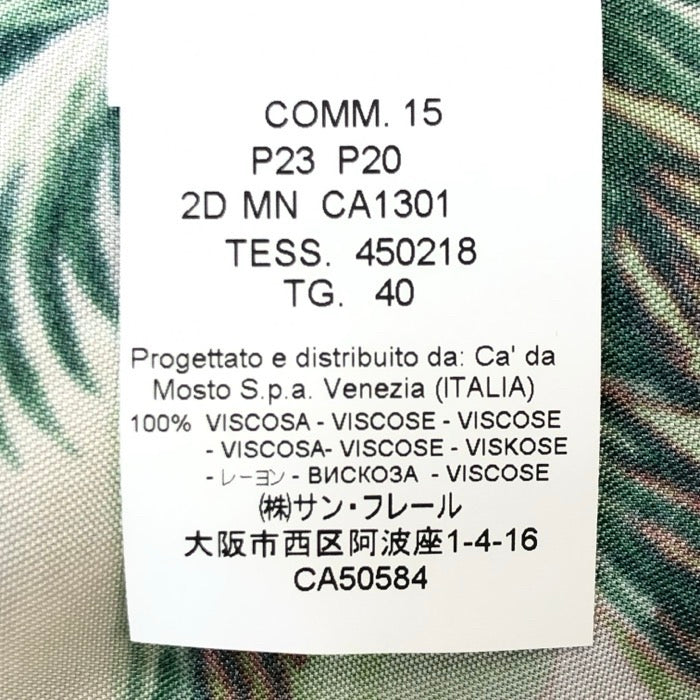 COMM. 15
P23 P20
2D MN CA1301
TESS. 450218
TG. 40
Progettato e distribuito da: Ca' da
Mosto S.p.a. Venezia (ITALIA)
100% VISCOSA - VISCOSE - VISCOSE
- VISCOSA- VISCOSE - VISKOSE
- レーヨン - ВИСКОЗА - VISCOSE
㈱サン・フレール
大阪市西区阿波座1-4-16
CA50584